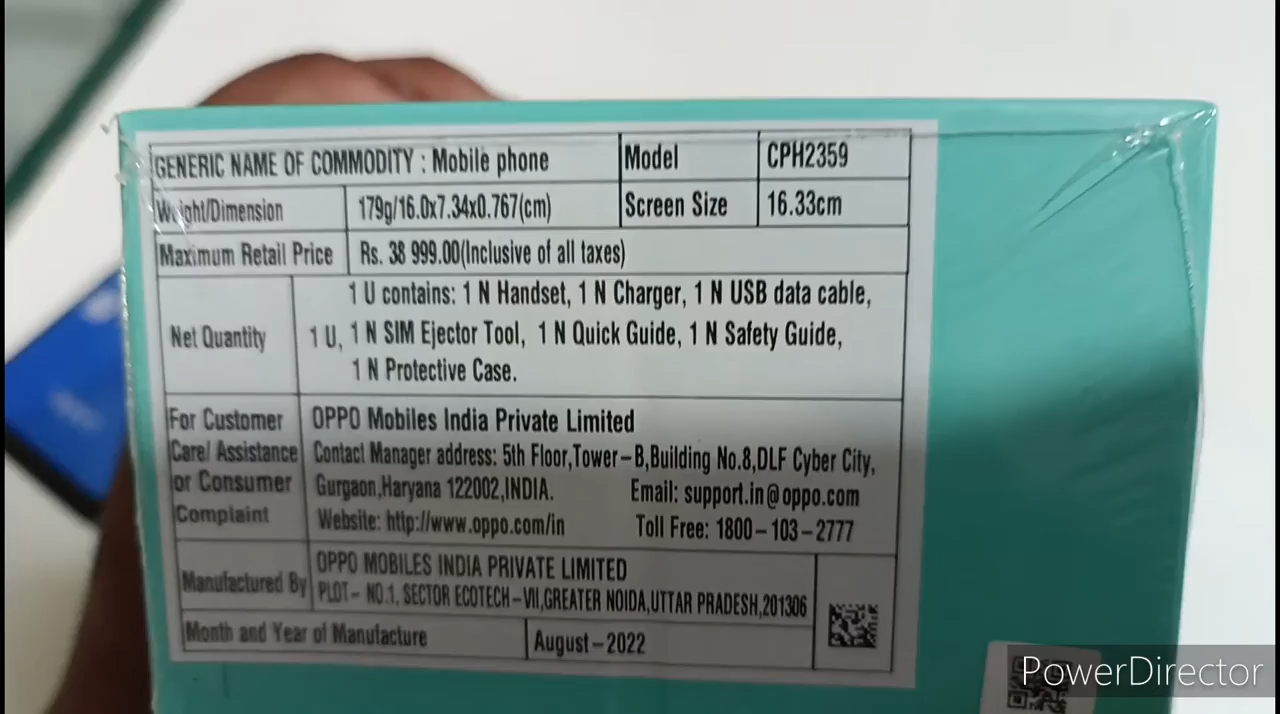 GENERIC NAME OF COMMODITY : Mobile phone
Model
CPH2359
Weight/Dimension
179g/16.0x7.34x0.767(cm)
Screen Size
16.33cm
Maximum Retail Price
Rs. 38 999.00(Inclusive of all taxes)
Net Quantity
1 U,
1 U contains: 1 N Handset, 1 N Charger, 1 N USB data cable,
1 N SIM Ejector Tool, 1 N Quick Guide, 1 N Safety Guide,
1 N Protective Case.
For Customer
Care/ Assistance
or Consumer
Complaint
OPPO Mobiles India Private Limited
Contact Manager address: 5th Floor,Tower–B,Building No.8,DLF Cyber City,
Gurgaon,Haryana 122002,INDIA. Email: support.in@oppo.com
Website: http://www.oppo.com/in Toll Free: 1800–103–2777
Manufactured By
OPPO MOBILES INDIA PRIVATE LIMITED
PLOT– NO.1, SECTOR ECOTECH–VII,GREATER NOIDA,UTTAR PRADESH,201306
Month and Year of Manufacture
August–2022
PowerDirector